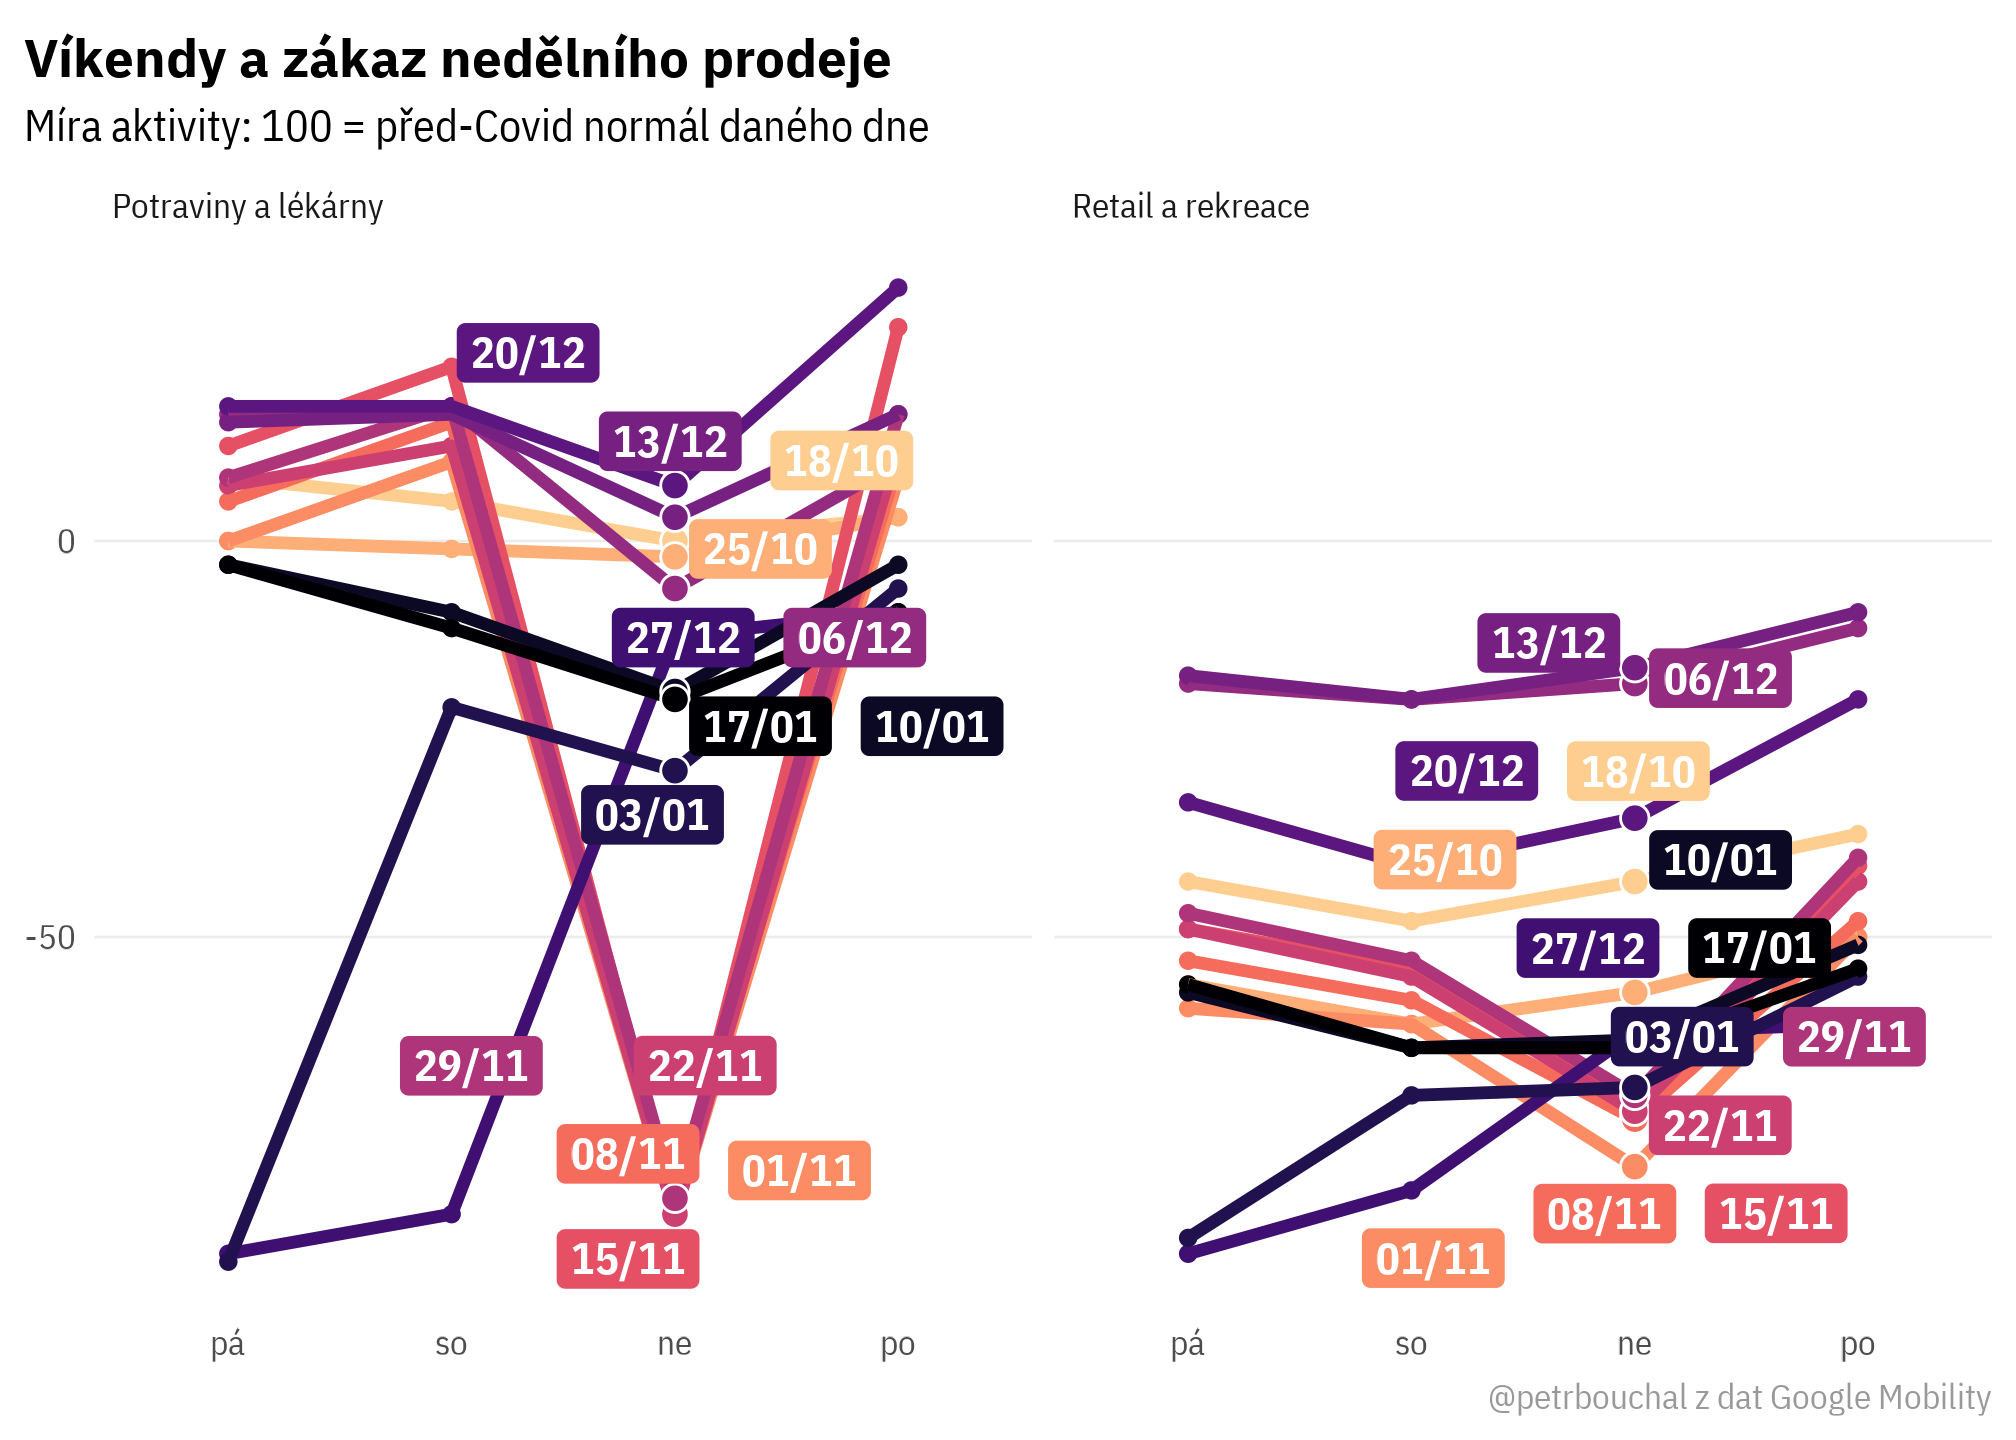 Víkendy a zákaz nedělního prodeje
Míra aktivity: 100 = před-Covid normál daného dne
Potraviny a lékárny
20/12
13/12
18/10
0
25/10
27/12
06/12
17/01
10/01
03/01
-50
29/11
22/11
08/11
01/11
15/11
pá
so
ne
po
Retail a rekreace
13/12
06/12
20/12
18/10
25/10
10/01
27/12
17/01
03/01
29/11
22/11
08/11
15/11
01/11
pá
so
ne
po
@petrbouchal z dat Google Mobility